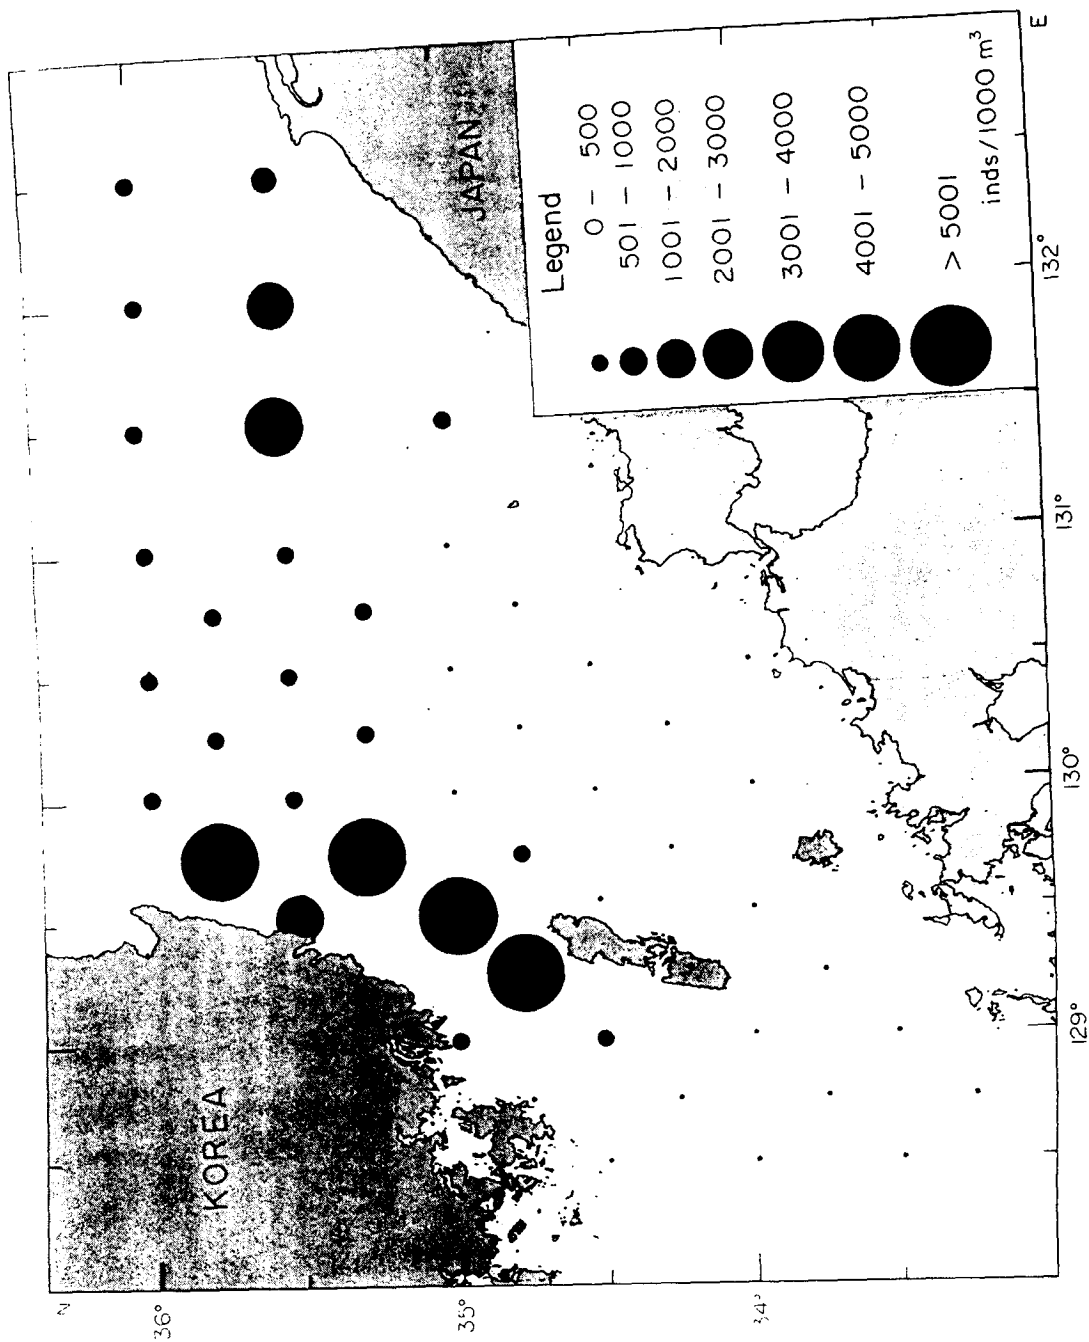 KOREA
JAPAN
Legend
0 – 500
501 – 1000
1001 – 2000
2001 – 3000
3001 – 4000
4001 – 5000
> 5001
inds/1000 m³
N
36°
35°
34°
129°
130°
131°
132°
E